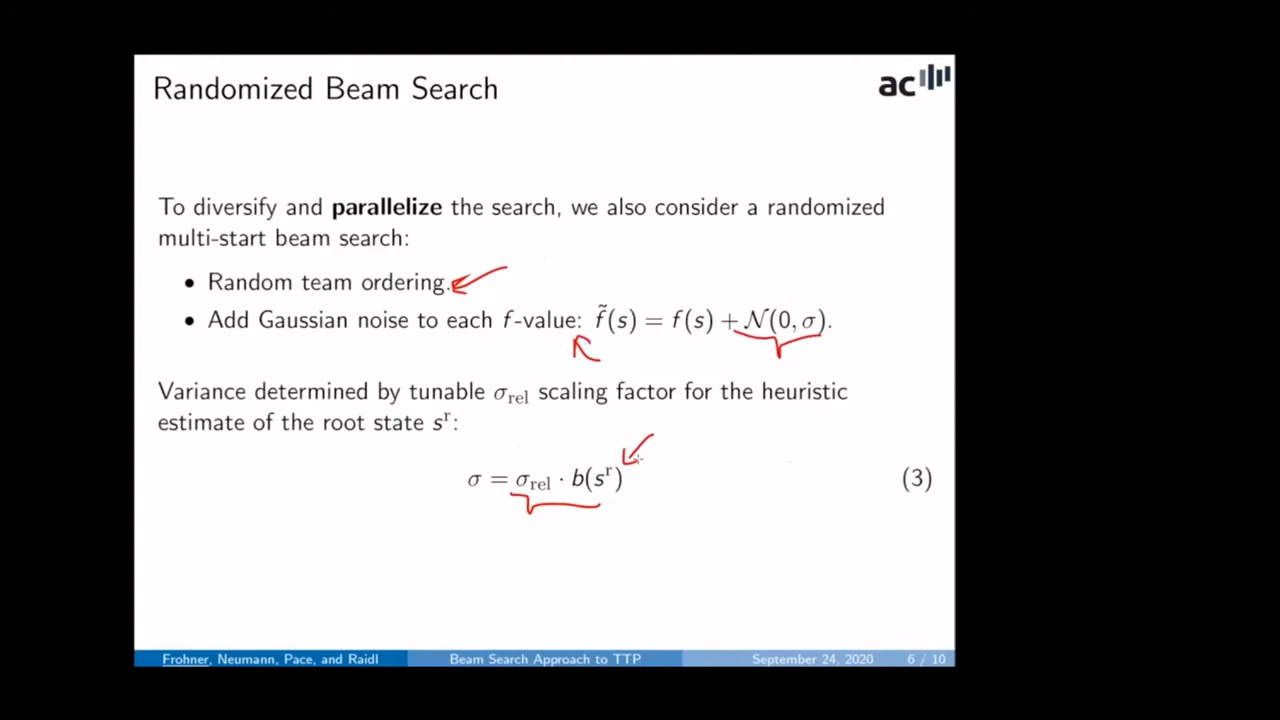 Randomized Beam Search
ac
To diversify and parallelize the search, we also consider a randomized
multi-start beam search:
• Random team ordering.
• Add Gaussian noise to each f-value: f̃(s) = f(s) + 𝒩(0, σ).
Variance determined by tunable σ_rel scaling factor for the heuristic
estimate of the root state sʳ:
σ = σ_rel · b(sʳ) (3)
Frohner, Neumann, Pace, and Raidl Beam Search Approach to TTP September 24, 2020 6 / 10